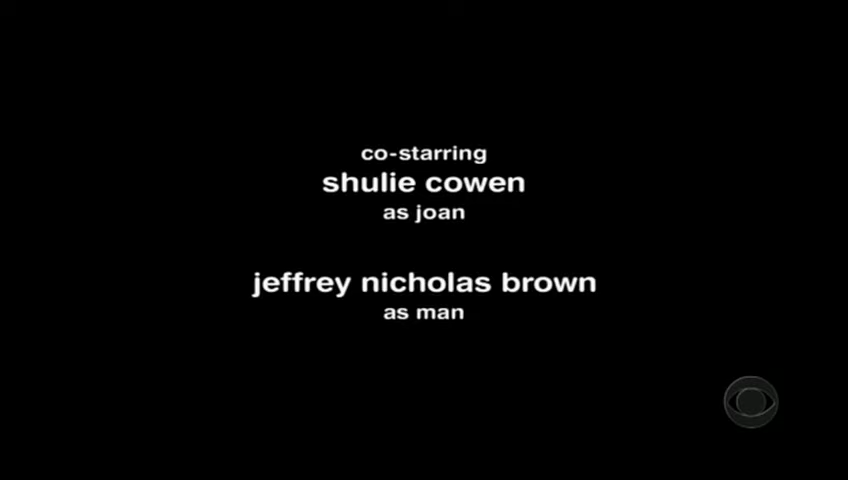 co-starring
shulie cowen
as joan
jeffrey nicholas brown
as man